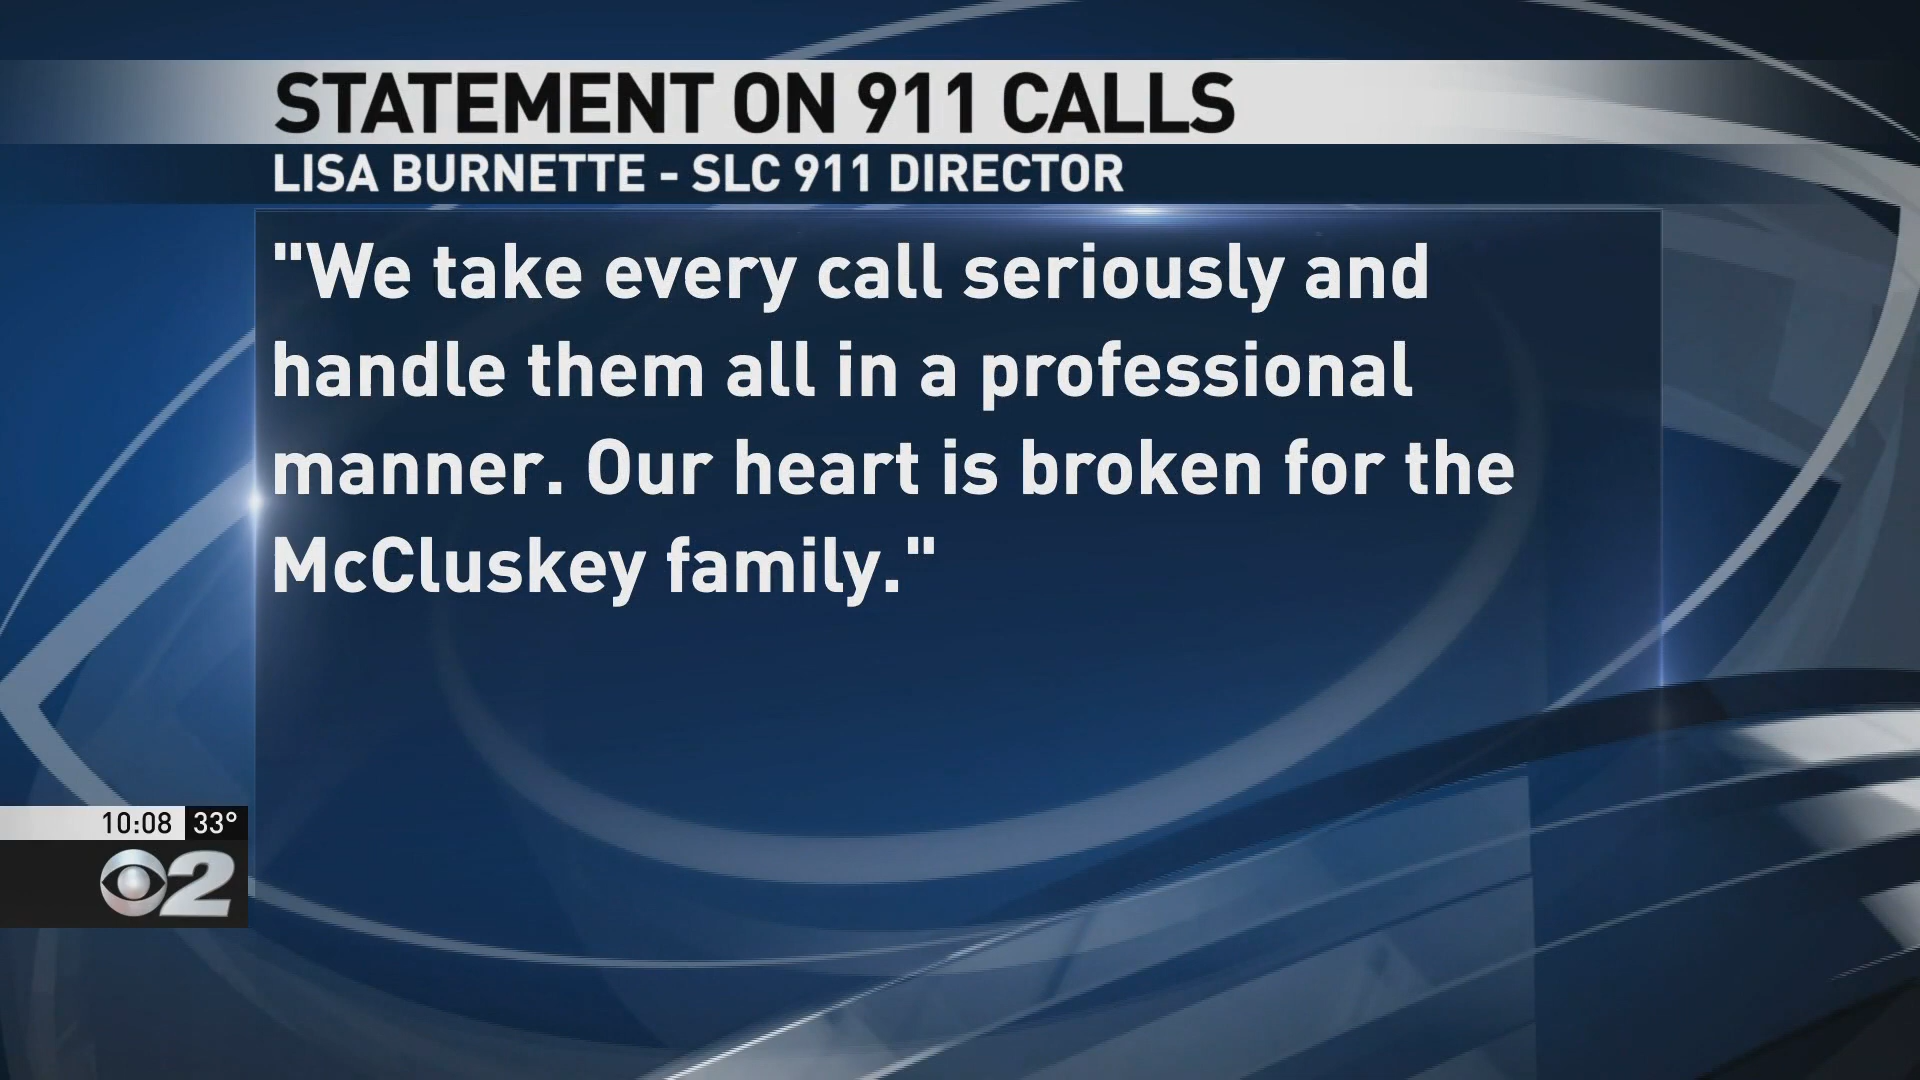 STATEMENT ON 911 CALLS
LISA BURNETTE - SLC 911 DIRECTOR
"We take every call seriously and
handle them all in a professional
manner. Our heart is broken for the
McCluskey family."
10:08 33°
2